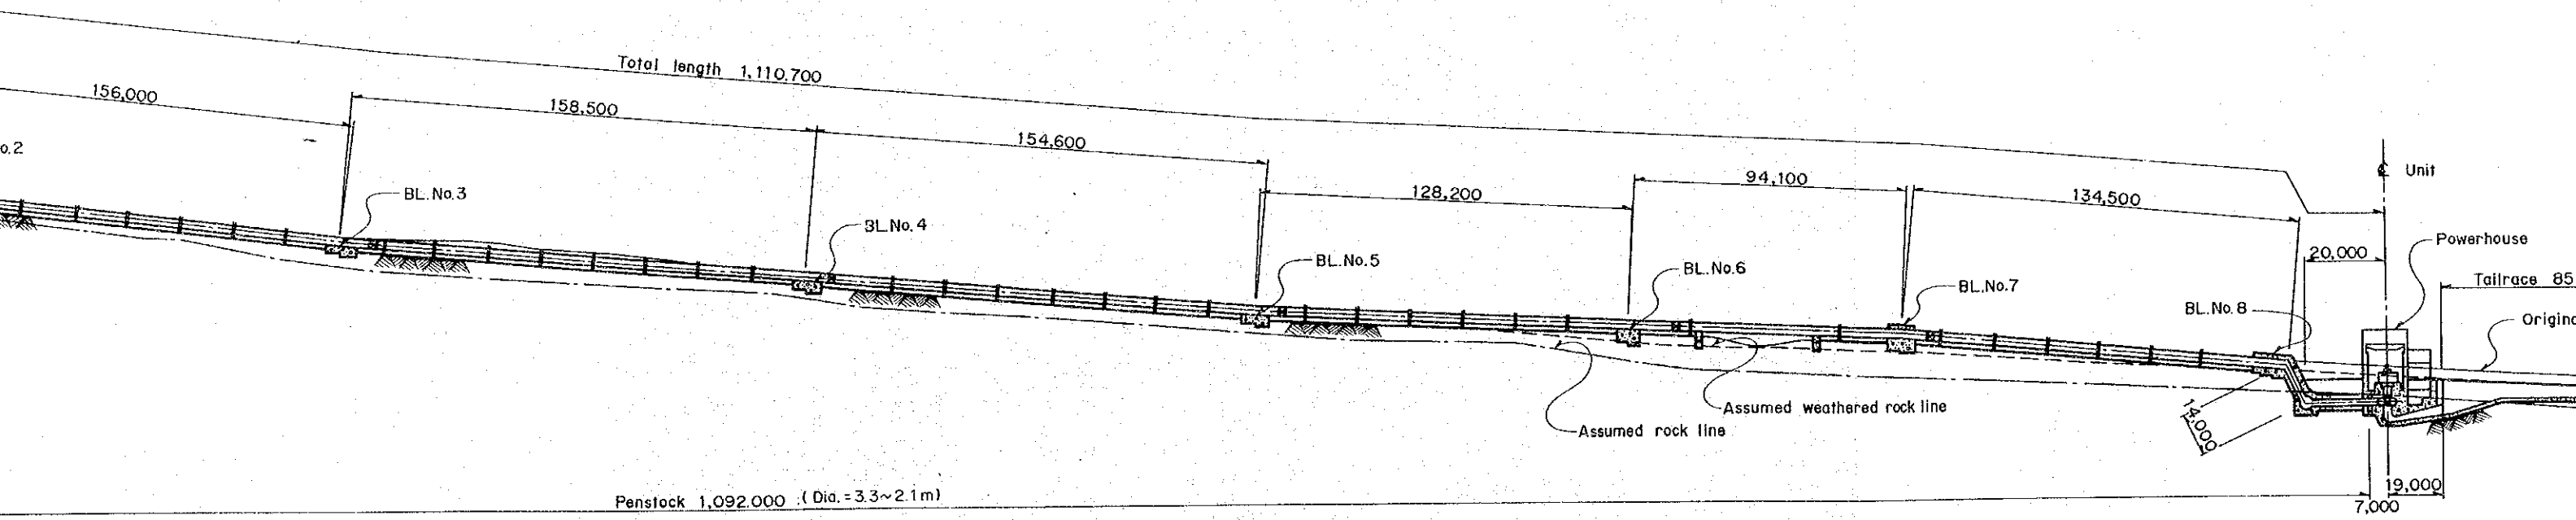 Total length 1,110.700
156,000
158,500
154,600
128,200
94,100
134,500
Unit
20,000
Powerhouse
Tailrace 85
o.2
BL.No.3
BL.No.4
BL.No.5
BL.No.6
BL.No.7
BL.No.8
Origina
14,000
Assumed weathered rock line
Assumed rock line
Penstock 1,092.000 (Dia.=3.3~2.1m)
19,000
7,000